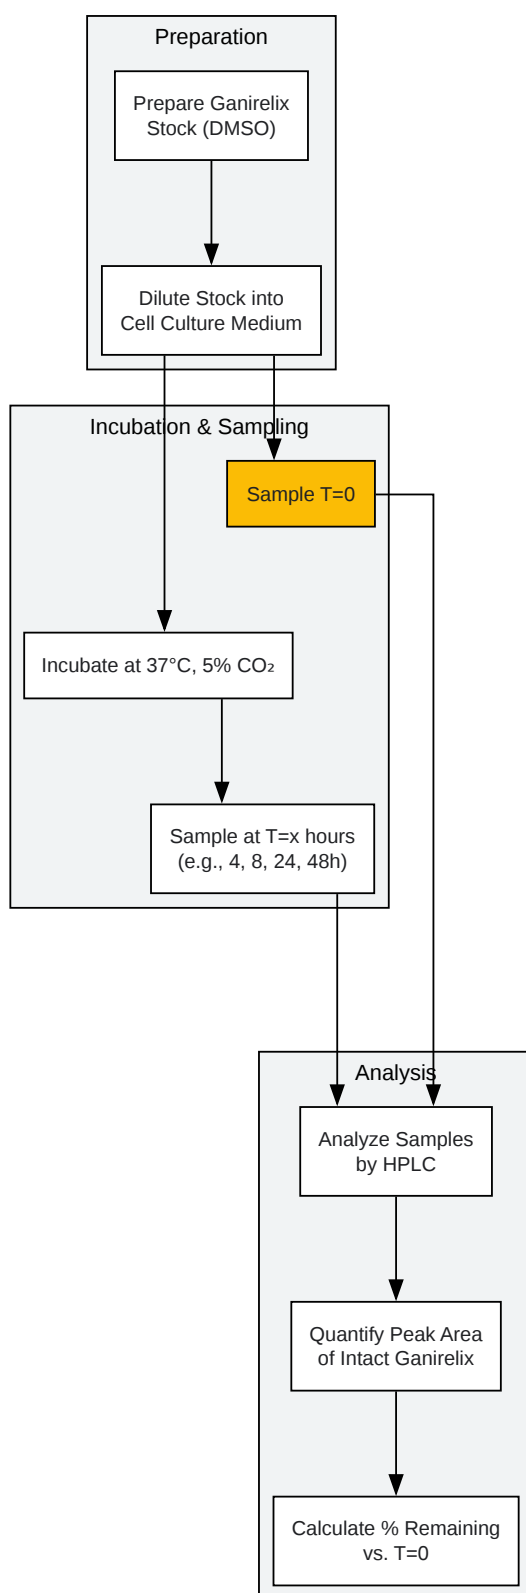 Preparation
Prepare Ganirelix
Stock (DMSO)
Dilute Stock into
Cell Culture Medium
Incubation & Sampling
Sample T=0
Incubate at 37°C, 5% CO₂
Sample at T=x hours
(e.g., 4, 8, 24, 48h)
Analysis
Analyze Samples
by HPLC
Quantify Peak Area
of Intact Ganirelix
Calculate % Remaining
vs. T=0